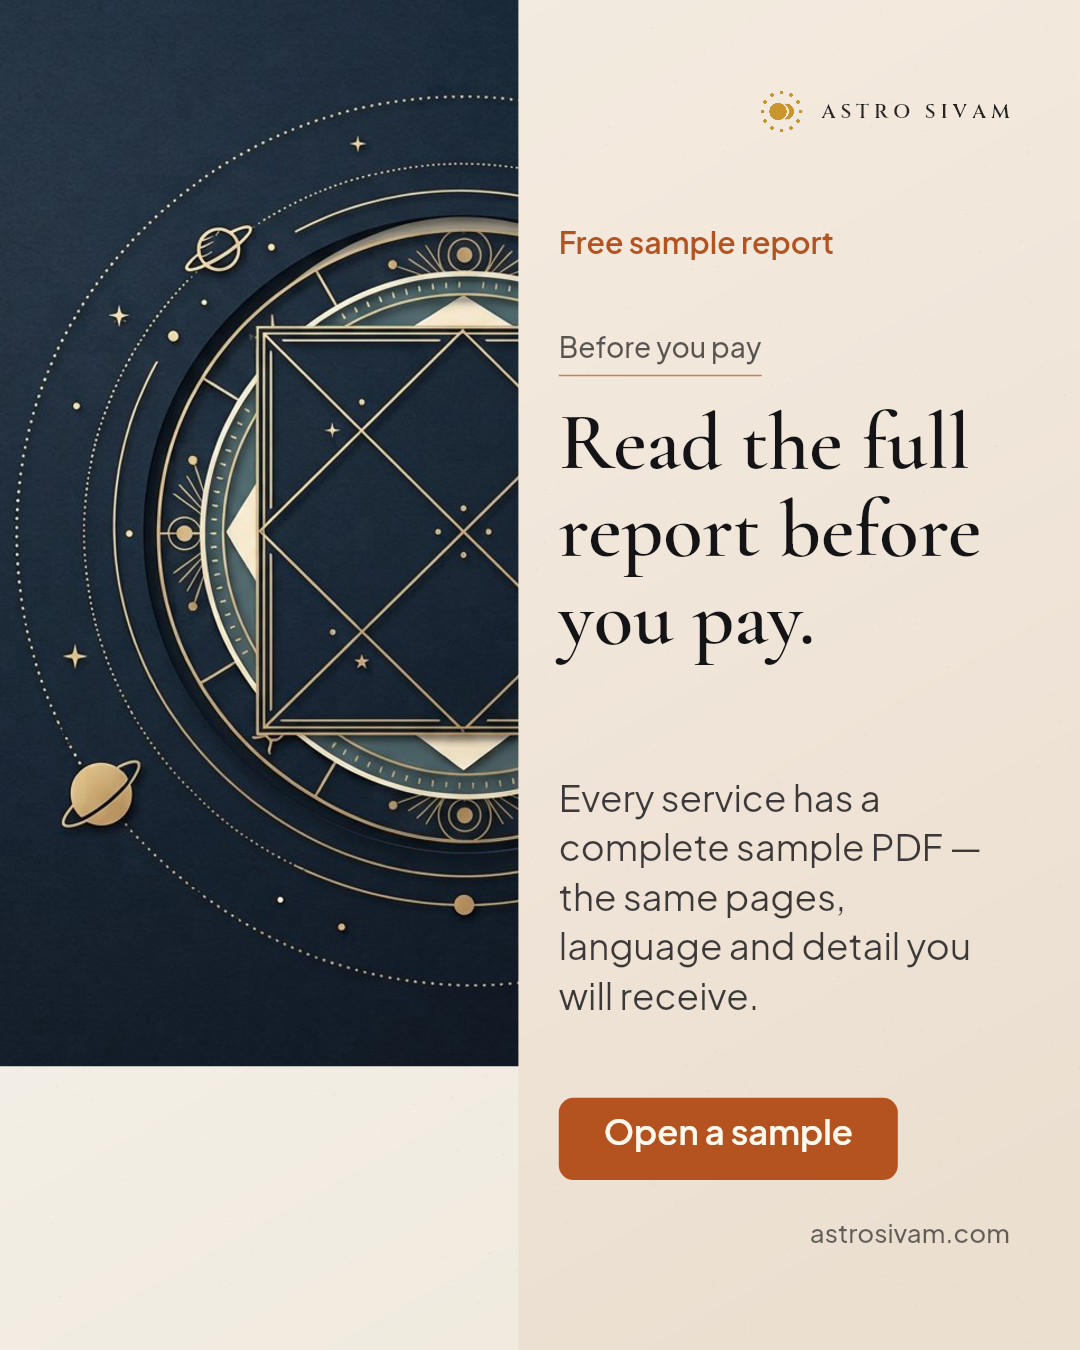 ASTRO SIVAM
Free sample report
Before you pay
Read the full
report before
you pay.
Every service has a
complete sample PDF —
the same pages,
language and detail you
will receive.
Open a sample
astrosivam.com